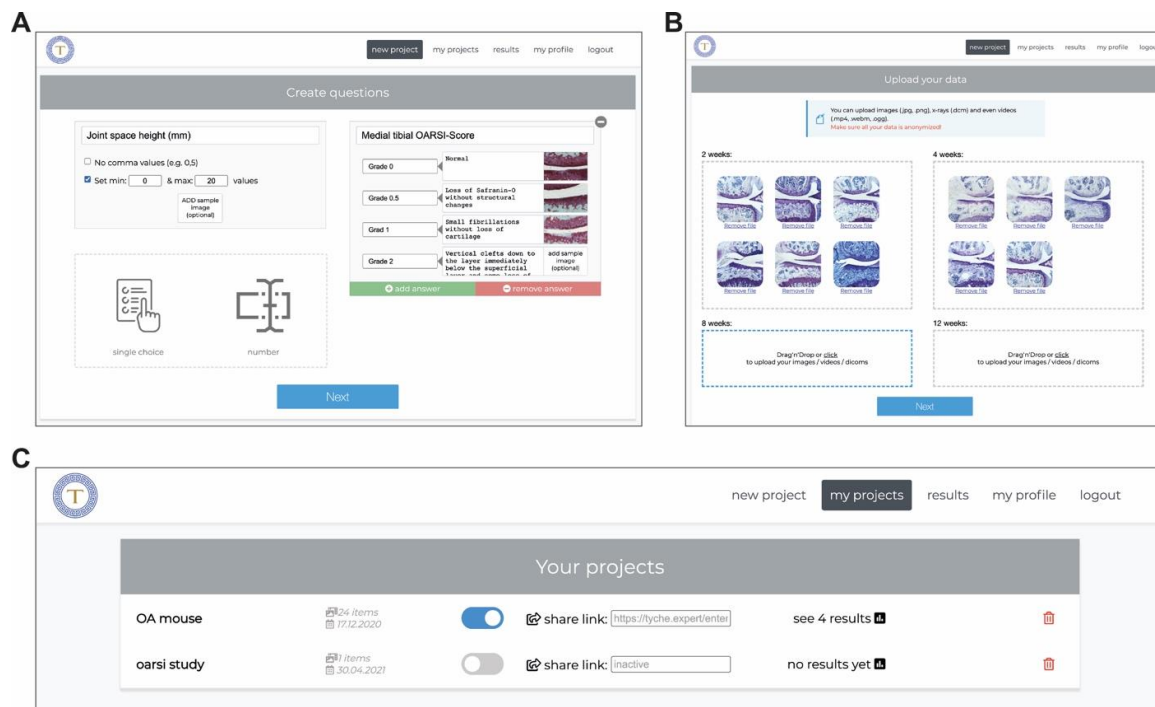 A
T
new project my projects results my profile logout
Create questions
Joint space height (mm)
No comma values (e.g. 0,5)
Set min: 0 & max: 20 values
ADD sample
image
(optional)
single choice number
Medial tibial OARSI-Score
Grade 0 Normal
Grade 0.5 Loss of Safranin-O
without structural
changes
Grad 1 Small fibrillations
without loss of
cartilage
Grade 2 Vertical clefts down to
the layer immediately
below the superficial
layer and some loss of
add sample
image
(optional)
add answer remove answer
Next
B
T
new project my projects results my profile logou
Upload your data
You can upload images (.jpg, .png), x-rays (.dcm) and even videos
(.mp4, .webm, .ogg).
Make sure all your data is anonymized!
2 weeks:
Remove file Remove file Remove file
Remove file Remove file Remove file
4 weeks:
Remove file Remove file Remove file
Remove file Remove file
8 weeks:
Drag'n'Drop or click
to upload your images / videos / dicoms
12 weeks:
Drag'n'Drop or click
to upload your images / videos / dicoms
Next
C
T
new project my projects results my profile logout
Your projects
OA mouse 24 items
17.12.2020 share link: https://tyche.expert/enter see 4 results
oarsi study 1 items
30.04.2021 share link: inactive no results yet